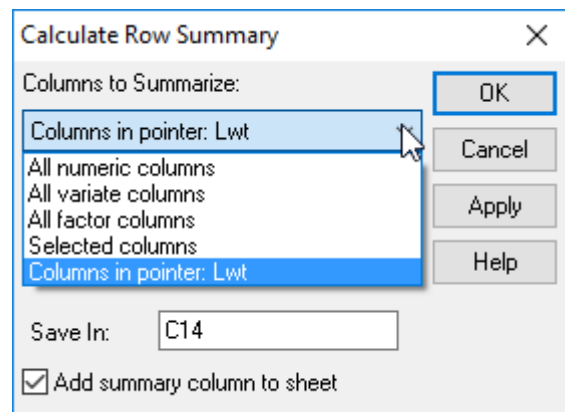 Calculate Row Summary
Columns to Summarize:
OK
Columns in pointer: Lwt
Cancel
All numeric columns
All variate columns
Apply
All factor columns
Selected columns
Help
Columns in pointer: Lwt
Save In: C14
Add summary column to sheet